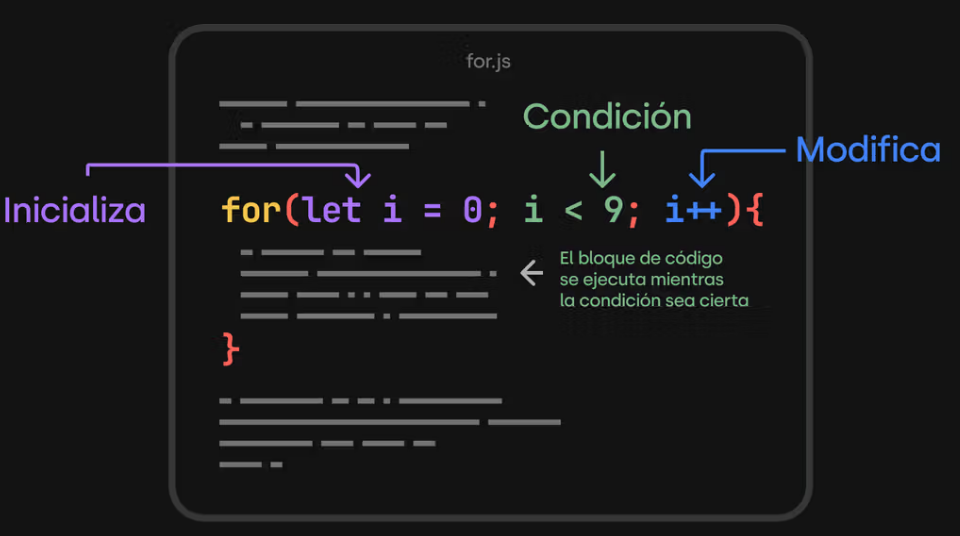 for.js
Condición
Modifica
Inicializa
for(let i = 0; i < 9; i++){
El bloque de código
se ejecuta mientras
la condición sea cierta
}